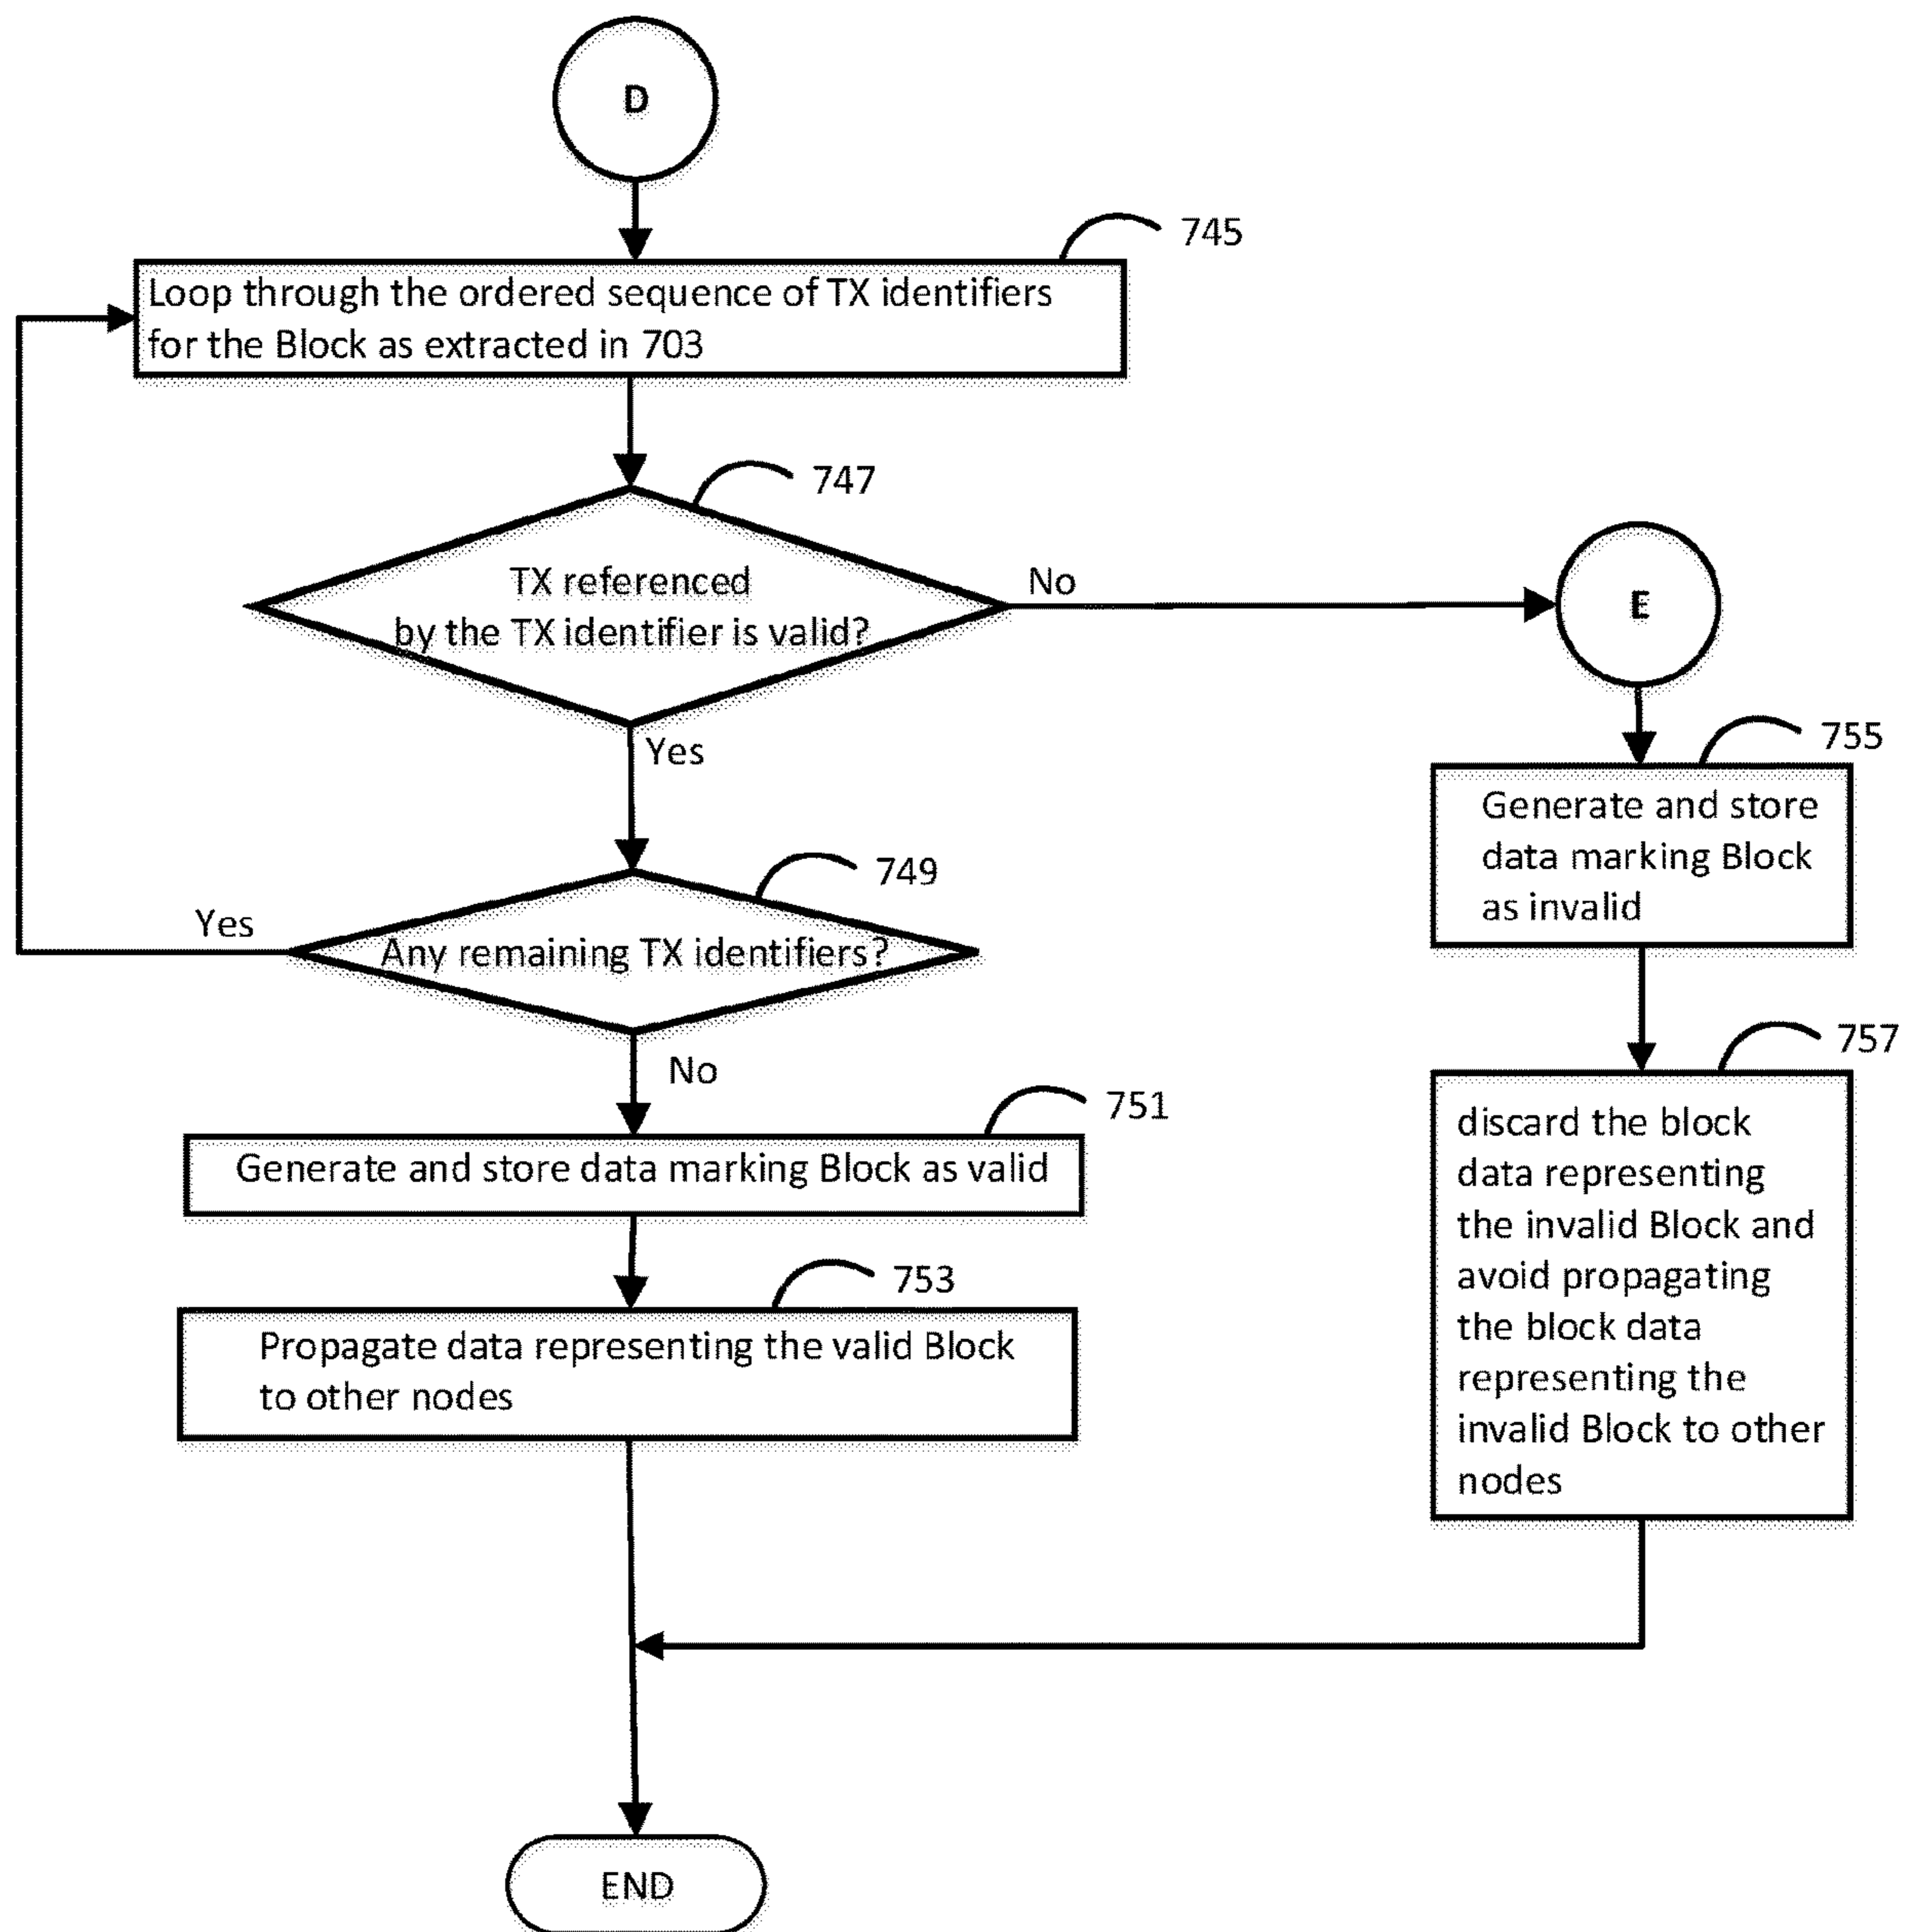 D
745
Loop through the ordered sequence of TX identifiers
for the Block as extracted in 703
747
TX referenced
by the TX identifier is valid?
No
E
Yes
755
Generate and store
data marking Block
as invalid
749
Yes
Any remaining TX identifiers?
No
751
Generate and store data marking Block as valid
757
discard the block
data representing
the invalid Block and
avoid propagating
the block data
representing the
invalid Block to other
nodes
753
Propagate data representing the valid Block
to other nodes
END